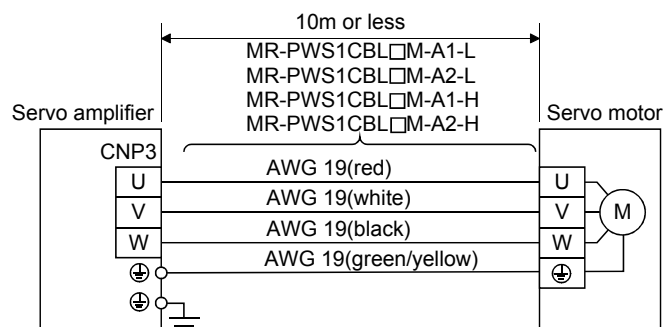 10m or less
MR-PWS1CBL□M-A1-L
MR-PWS1CBL□M-A2-L
MR-PWS1CBL□M-A1-H
MR-PWS1CBL□M-A2-H
Servo amplifier
Servo motor
CNP3
U AWG 19(red) U
V AWG 19(white) V M
W AWG 19(black) W
AWG 19(green/yellow)